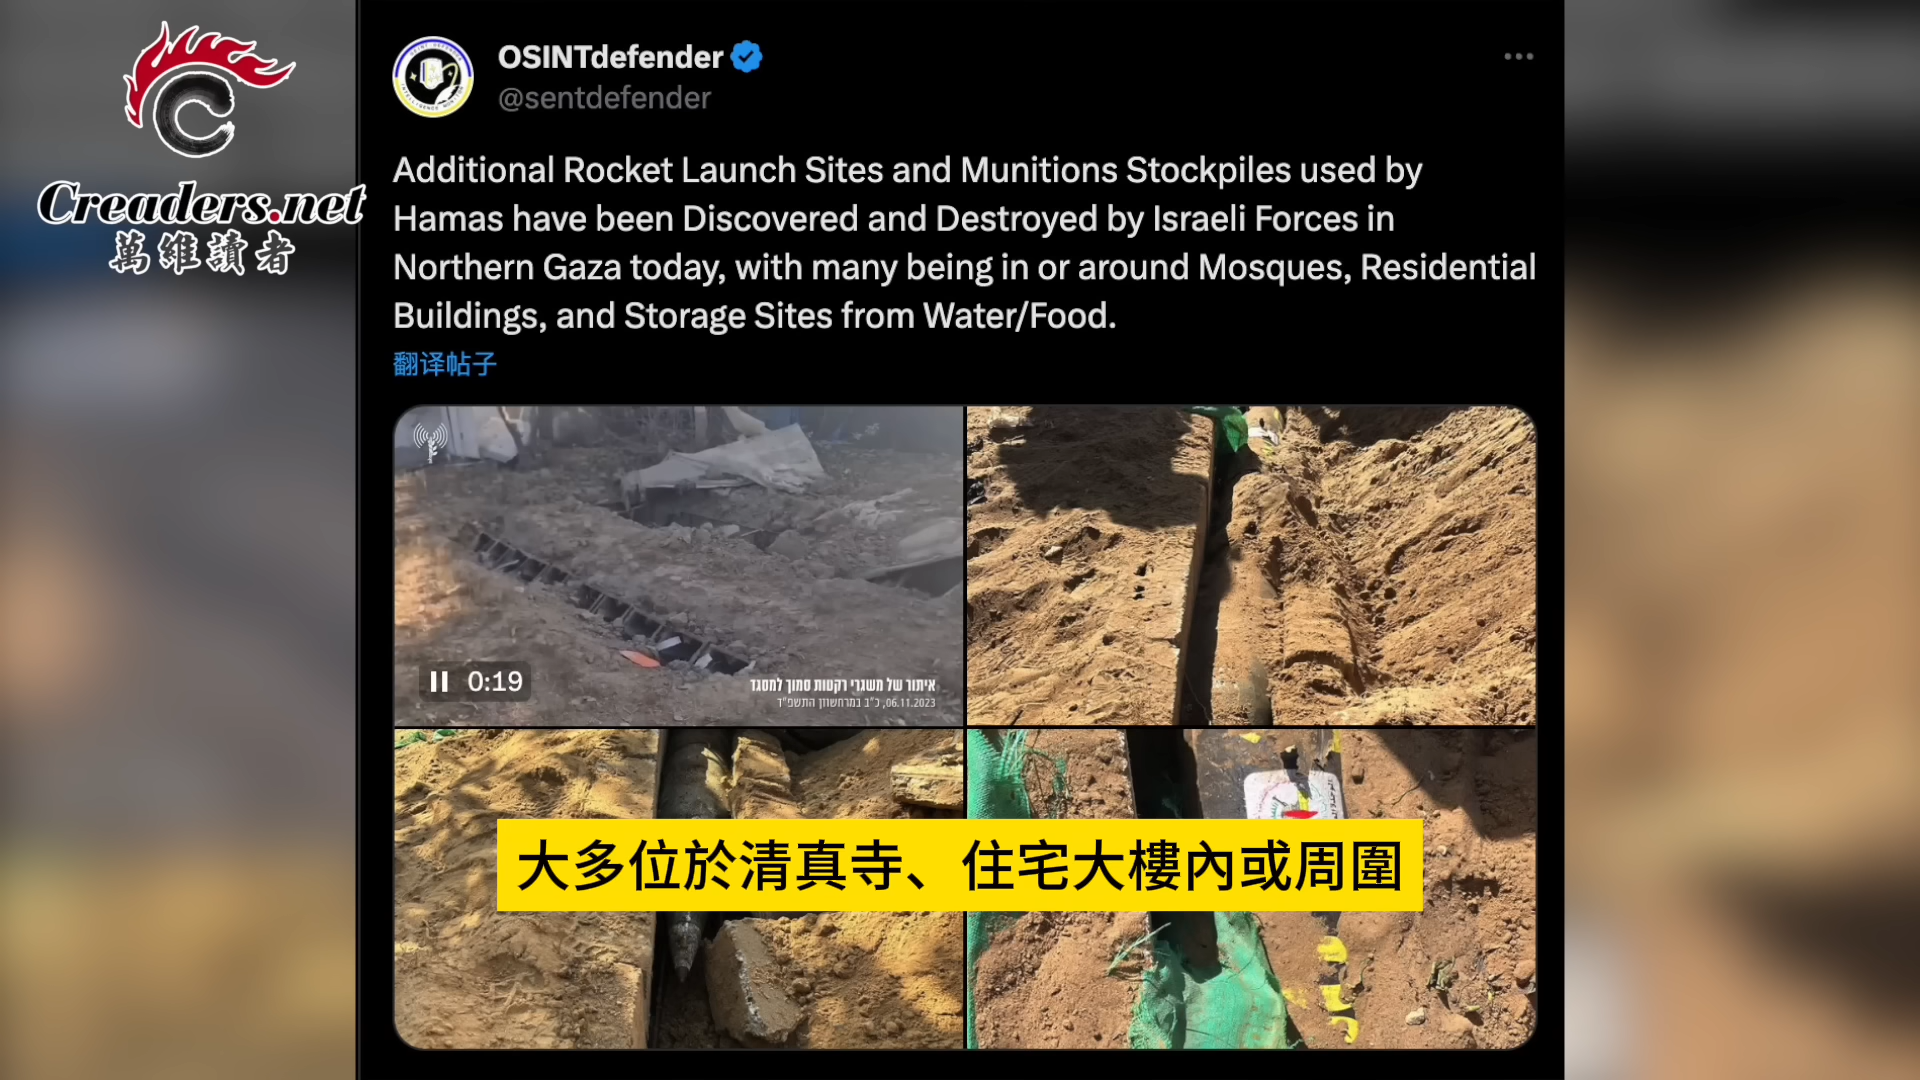 Creaders.net
萬維讀者
OSINTdefender
@sentdefender
Additional Rocket Launch Sites and Munitions Stockpiles used by
Hamas have been Discovered and Destroyed by Israeli Forces in
Northern Gaza today, with many being in or around Mosques, Residential
Buildings, and Storage Sites from Water/Food.
翻译帖子
0:19
איתור של משגרי רקטות סמוך למסגד
06.11.2023, כ"ב במרחשוון התשפ"ד
大多位於清真寺、住宅大樓內或周圍